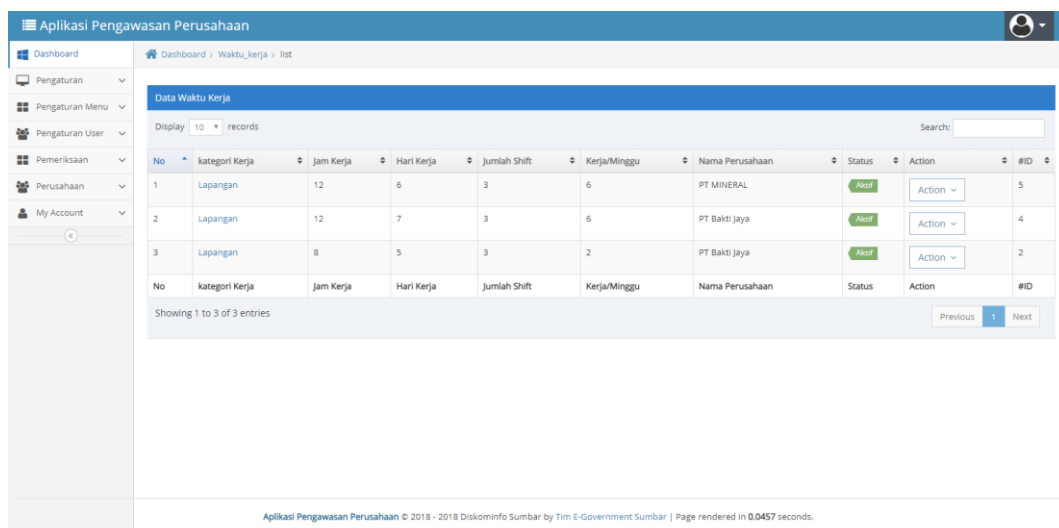 Aplikasi Pengawasan Perusahaan
Dashboard
Dashboard > Waktu_kerja > list
Pengaturan
Pengaturan Menu
Pengaturan User
Pemeriksaan
Perusahaan
My Account
Data Waktu Kerja
Display 10 records
Search:
No kategori Kerja Jam Kerja Hari Kerja Jumlah Shift Kerja/Minggu Nama Perusahaan Status Action #ID
1 Lapangan 12 6 3 6 PT MINERAL Aktif Action 5
2 Lapangan 12 7 3 6 PT Bakti Jaya Aktif Action 4
3 Lapangan 8 5 3 2 PT Bakti Jaya Aktif Action 2
No kategori Kerja Jam Kerja Hari Kerja Jumlah Shift Kerja/Minggu Nama Perusahaan Status Action #ID
Showing 1 to 3 of 3 entries
Previous 1 Next
Aplikasi Pengawasan Perusahaan © 2018 - 2018 Diskominfo Sumbar by Tim E-Government Sumbar | Page rendered in 0.0457 seconds.